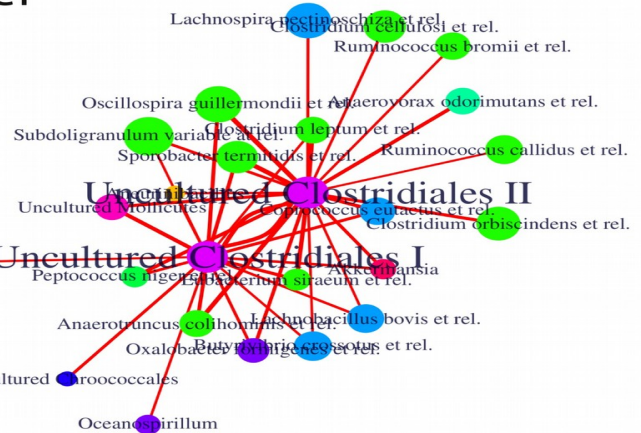 er
Lachnospira pectinoschiza et rel.
Clostridium cellulosi et rel.
Ruminococcus bromii et rel.
Oscillospira guillermondii et rel.
Anaerovorax odorimutans et rel.
Clostridium leptum et rel.
Subdoligranulum variable at rel.
Sporobacter termitidis et rel.
Ruminococcus callidus et rel.
Uncultured Clostridiales II
Uncultured Mollicutes
Coprococcus eutactus et rel.
Clostridium orbiscindens et rel.
Uncultured Clostridiales I
Akkermansia
Peptococcus niger et rel.
Eubacterium siraeum et rel.
Anaerotruncus colihominis et rel.
Lachnobacillus bovis et rel.
Butyrivibrio crossotus et rel.
Oxalobacter formigenes et rel.
ltured Chroococcales
Oceanospirillum